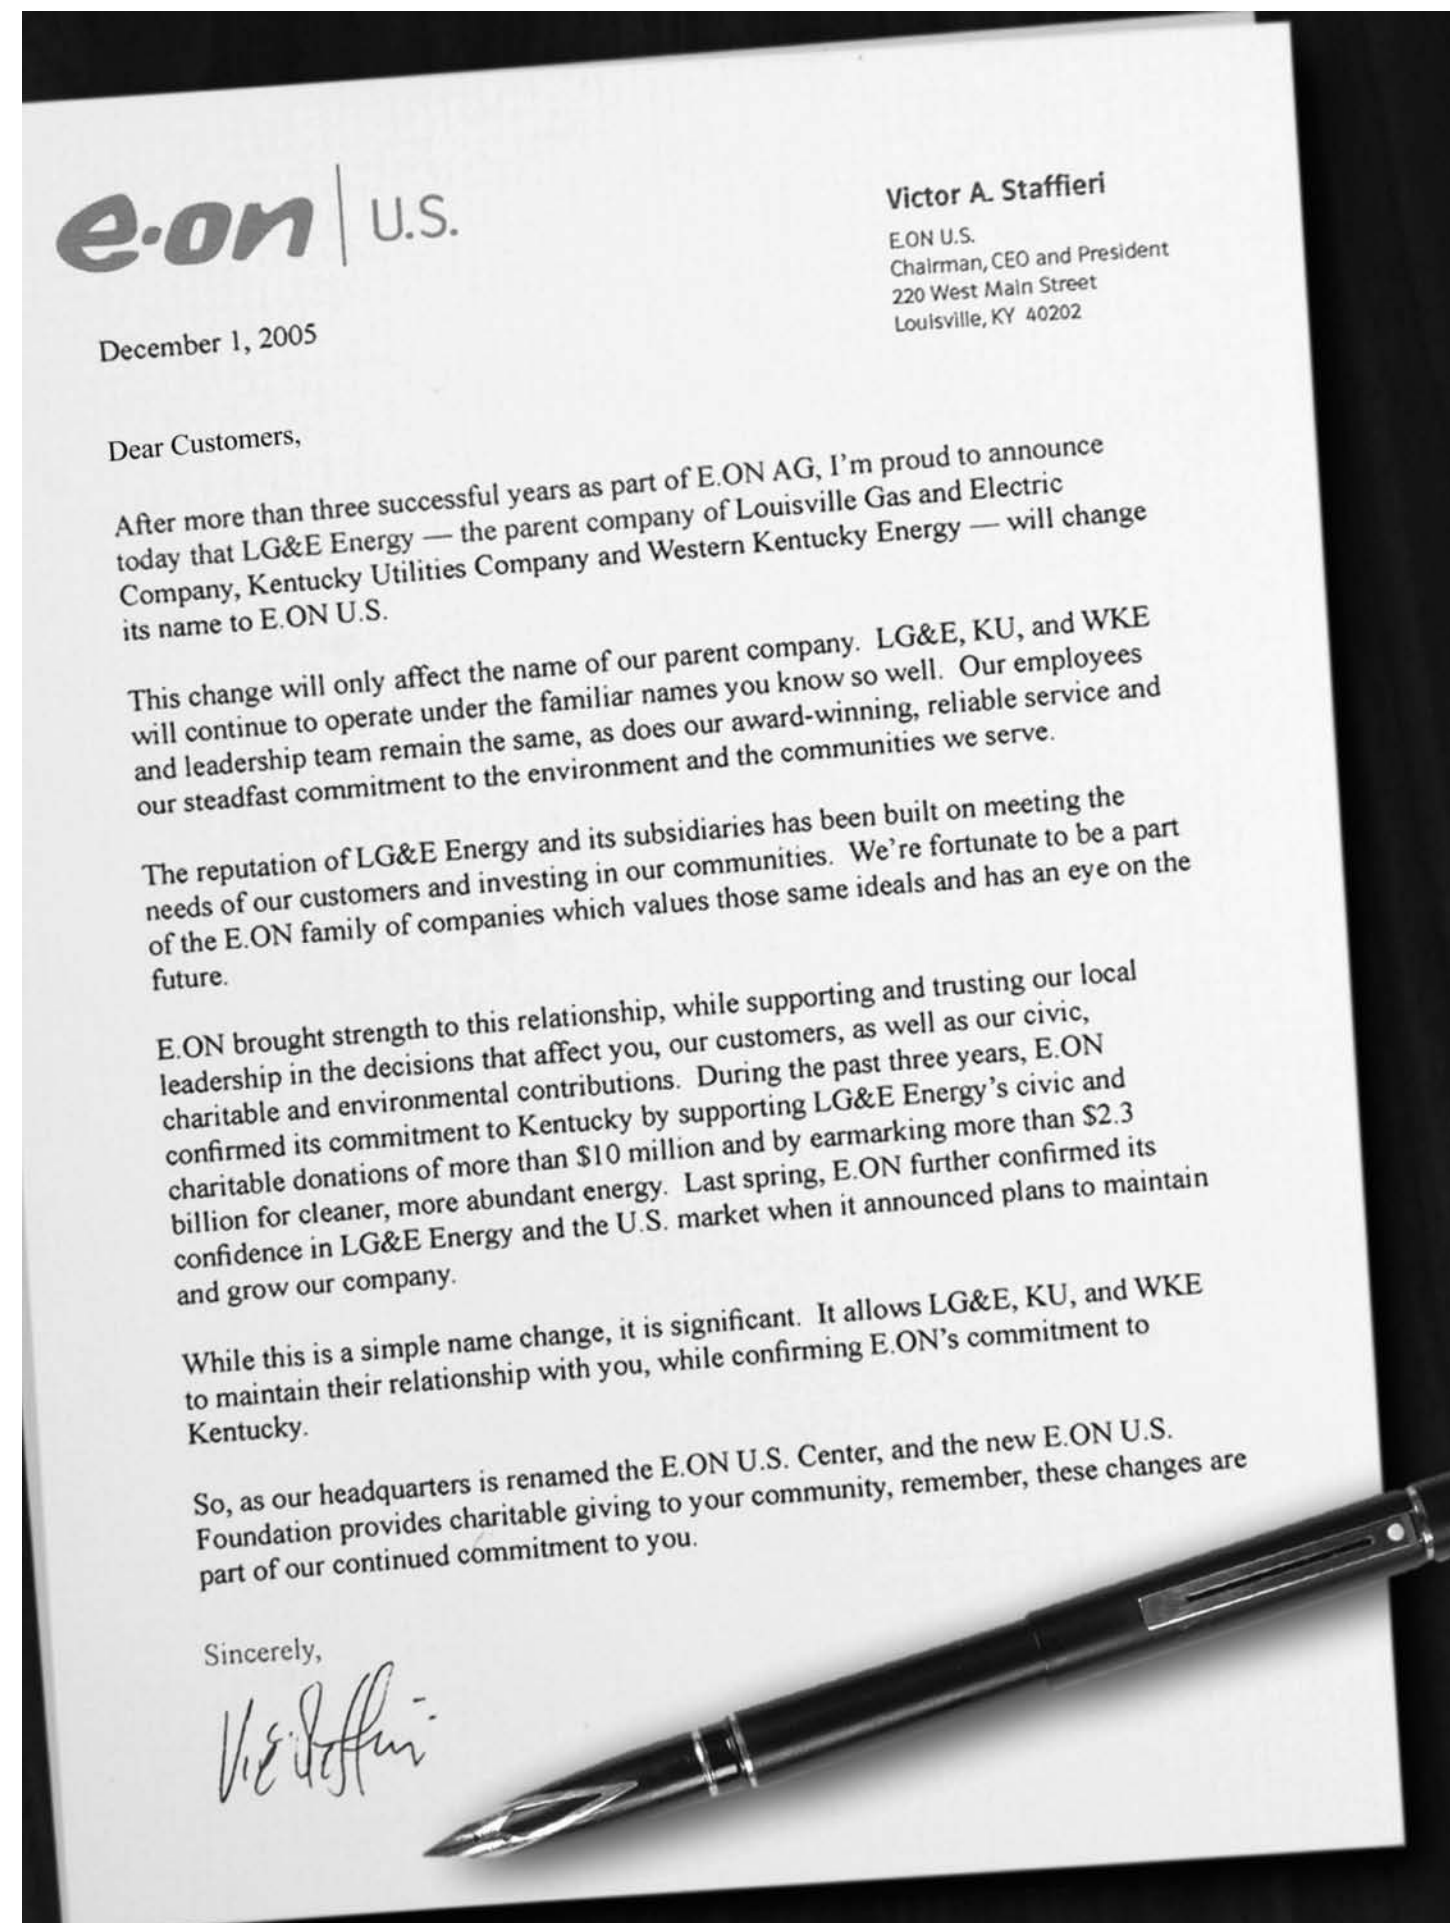 e·on | U.S.
Victor A. Staffieri
E.ON U.S.
Chairman, CEO and President
220 West Main Street
Louisville, KY 40202
December 1, 2005
Dear Customers,
After more than three successful years as part of E.ON AG, I'm proud to announce
today that LG&E Energy — the parent company of Louisville Gas and Electric
Company, Kentucky Utilities Company and Western Kentucky Energy — will change
its name to E.ON U.S.
This change will only affect the name of our parent company. LG&E, KU, and WKE
will continue to operate under the familiar names you know so well. Our employees
and leadership team remain the same, as does our award-winning, reliable service and
our steadfast commitment to the environment and the communities we serve.
The reputation of LG&E Energy and its subsidiaries has been built on meeting the
needs of our customers and investing in our communities. We're fortunate to be a part
of the E.ON family of companies which values those same ideals and has an eye on the
future.
E.ON brought strength to this relationship, while supporting and trusting our local
leadership in the decisions that affect you, our customers, as well as our civic,
charitable and environmental contributions. During the past three years, E.ON
confirmed its commitment to Kentucky by supporting LG&E Energy's civic and
charitable donations of more than $10 million and by earmarking more than $2.3
billion for cleaner, more abundant energy. Last spring, E.ON further confirmed its
confidence in LG&E Energy and the U.S. market when it announced plans to maintain
and grow our company.
While this is a simple name change, it is significant. It allows LG&E, KU, and WKE
to maintain their relationship with you, while confirming E.ON's commitment to
Kentucky.
So, as our headquarters is renamed the E.ON U.S. Center, and the new E.ON U.S.
Foundation provides charitable giving to your community, remember, these changes are
part of our continued commitment to you.
Sincerely,